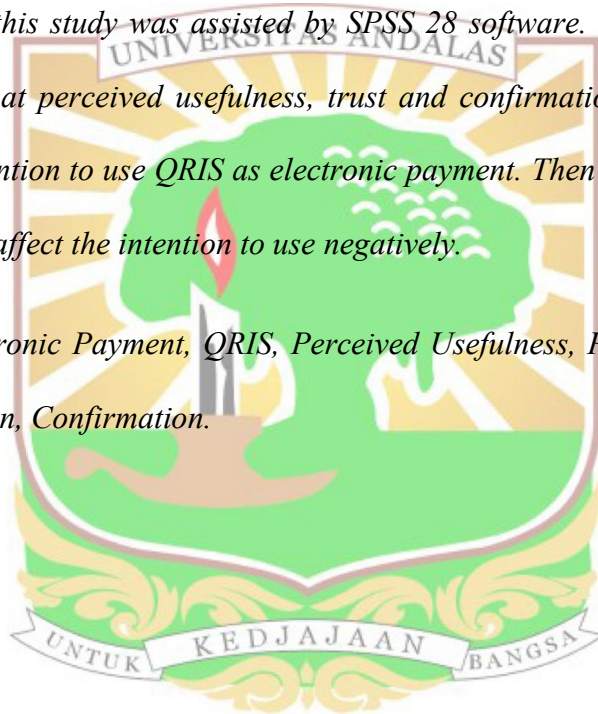 this study was assisted by SPSS 28 software.
UNIVERSITAS ANDALAS
at perceived usefulness, trust and confirmatio
ntion to use QRIS as electronic payment. Then
affect the intention to use negatively.
ronic Payment, QRIS, Perceived Usefulness,
n, Confirmation.
UNTUK KEDJAJAAN BANGSA